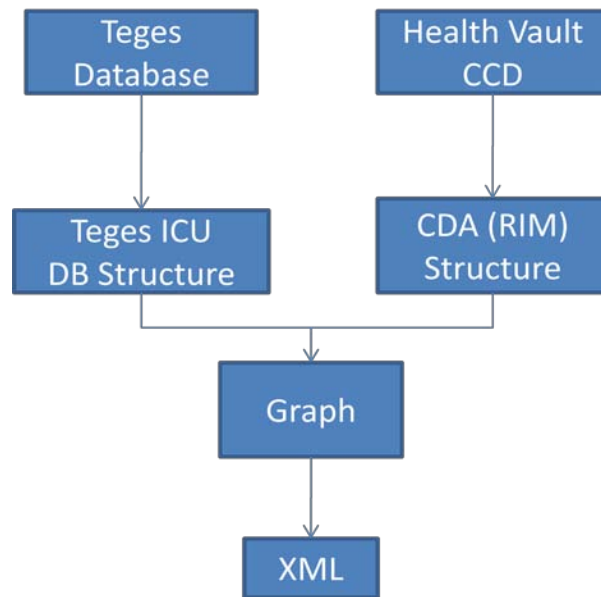 Teges
Database
Health Vault
CCD
Teges ICU
DB Structure
CDA (RIM)
Structure
Graph
XML